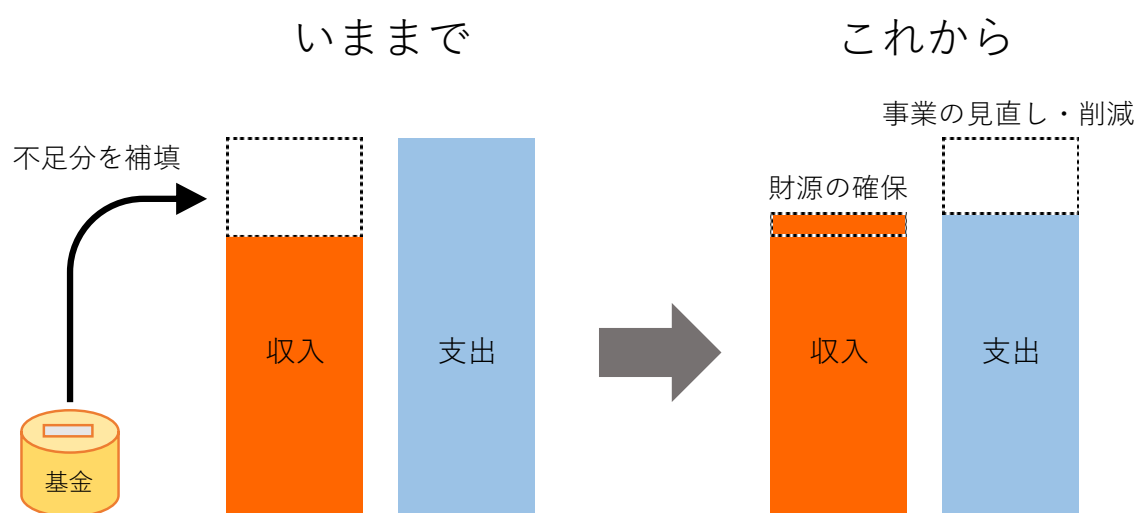 いままで
これから
事業の見直し・削減
不足分を補填
財源の確保
収入
支出
収入
支出
基金